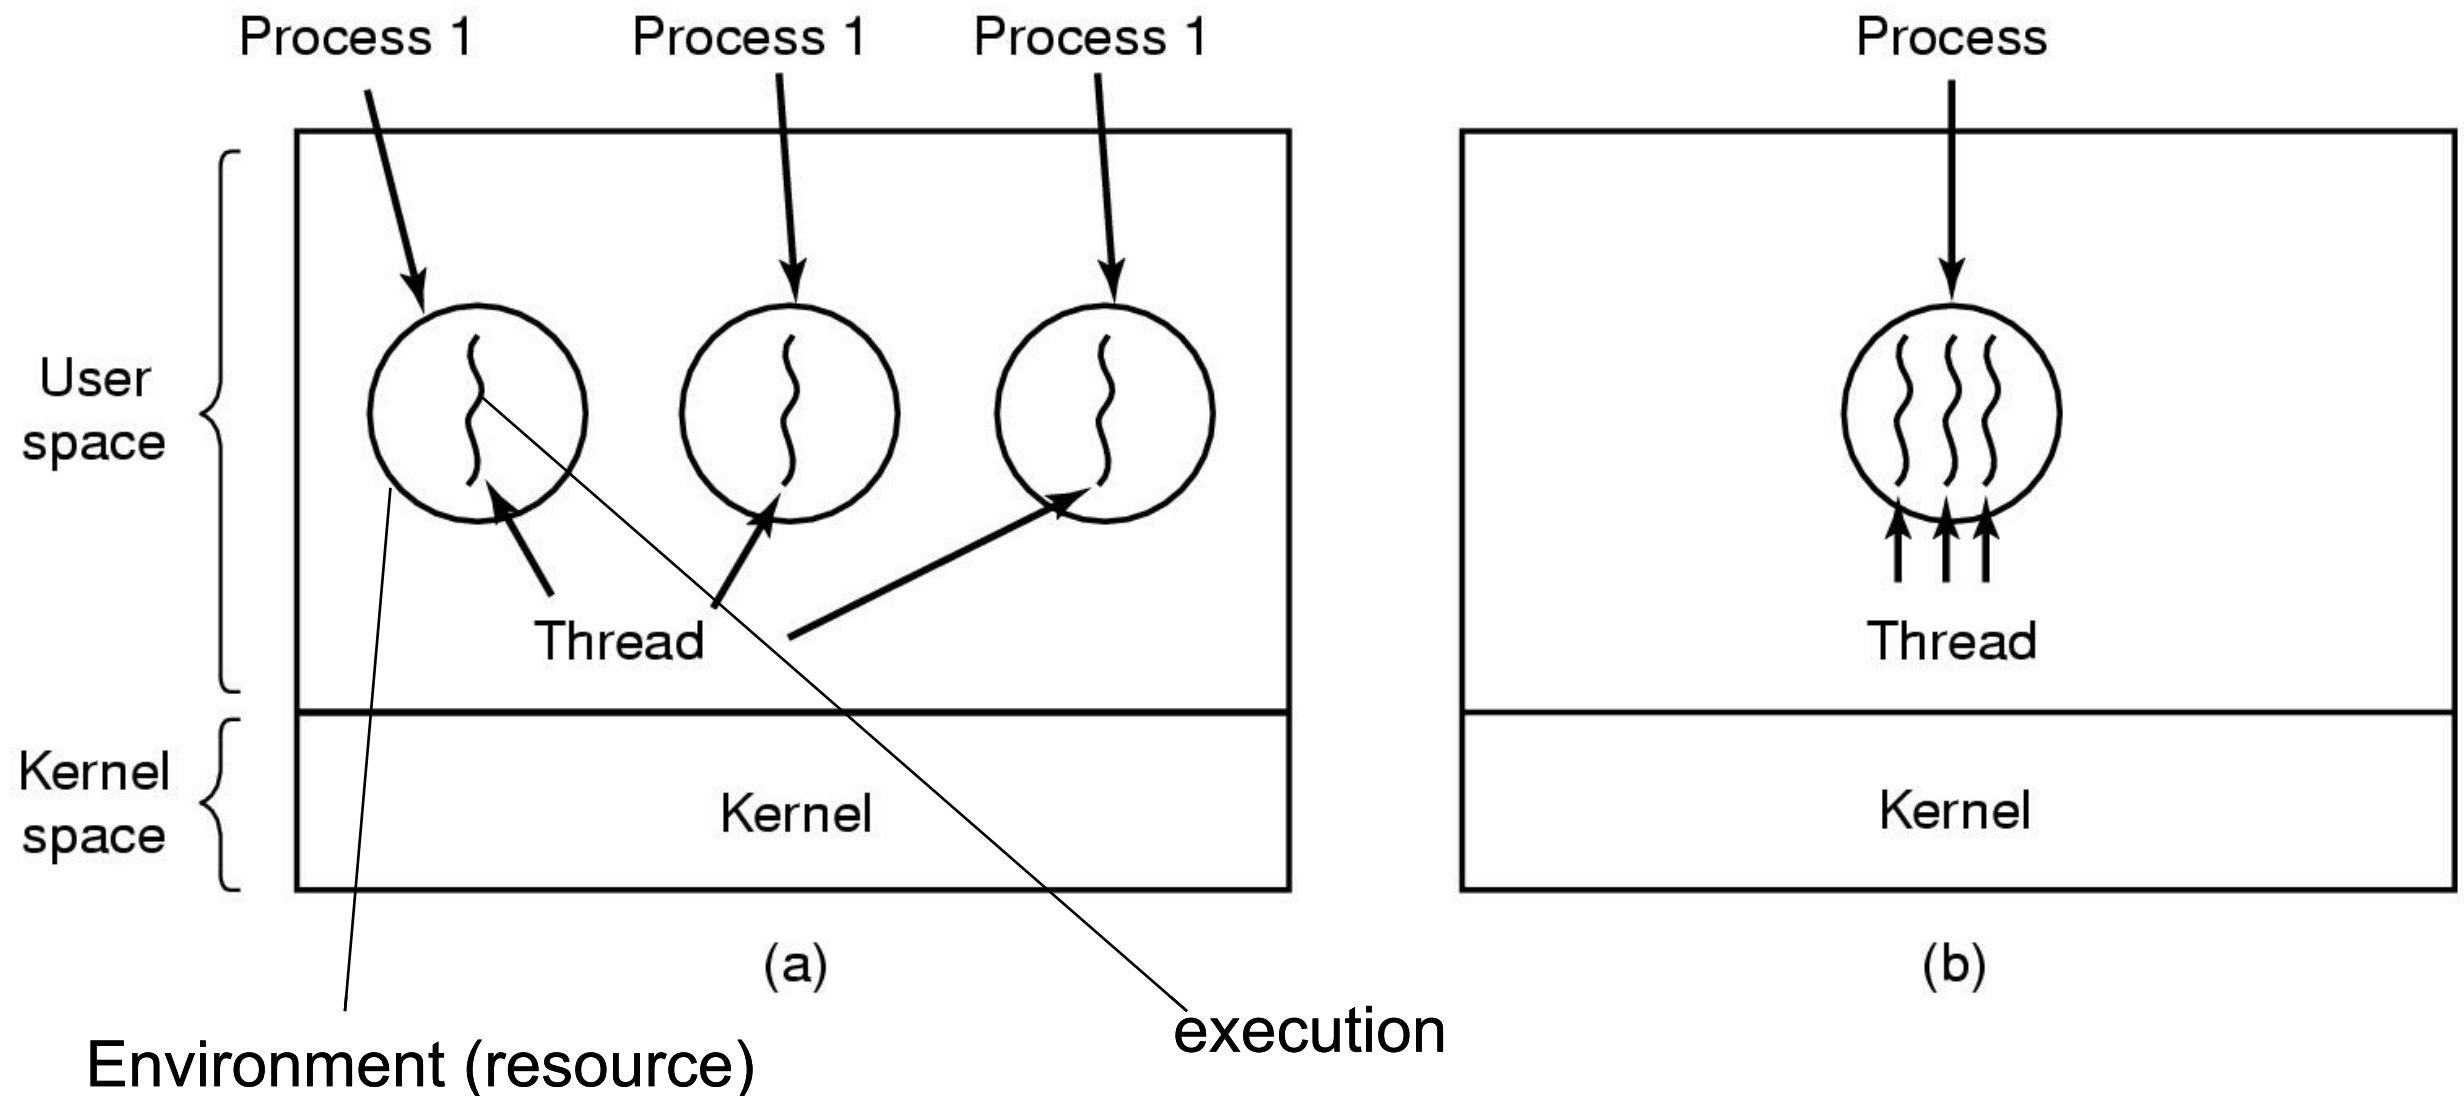 Process 1
Process 1
Process 1
Process
User
space
Thread
Thread
Kernel
space
Kernel
Kernel
(a)
(b)
execution
Environment (resource)